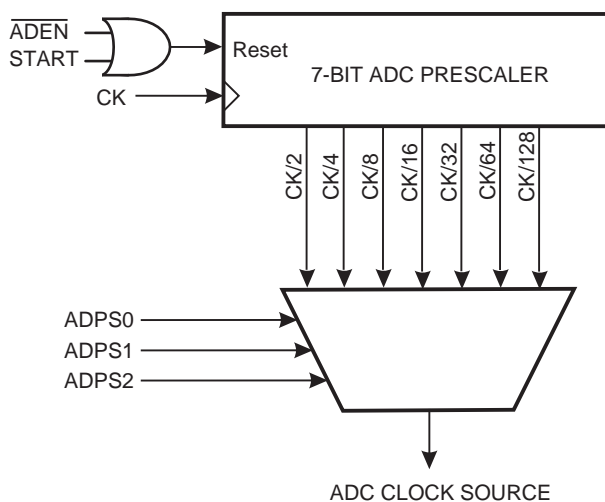 ADEN
START
Reset
7-BIT ADC PRESCALER
CK
CK/2
CK/4
CK/8
CK/16
CK/32
CK/64
CK/128
ADPS0
ADPS1
ADPS2
ADC CLOCK SOURCE